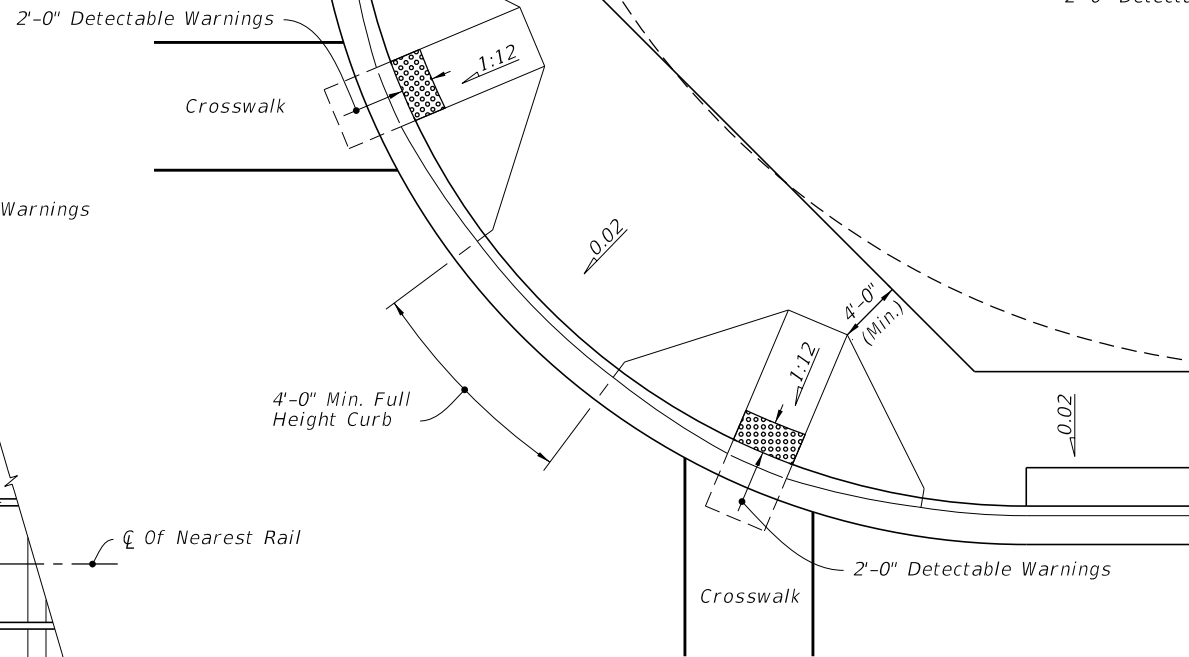 2'-0" Detectable Warnings
1:12
Crosswalk
Warnings
0.02
4'-0"
(Min.)
1:12
4'-0" Min. Full
Height Curb
0.02
℄ Of Nearest Rail
2'-0" Detectable Warnings
Crosswalk